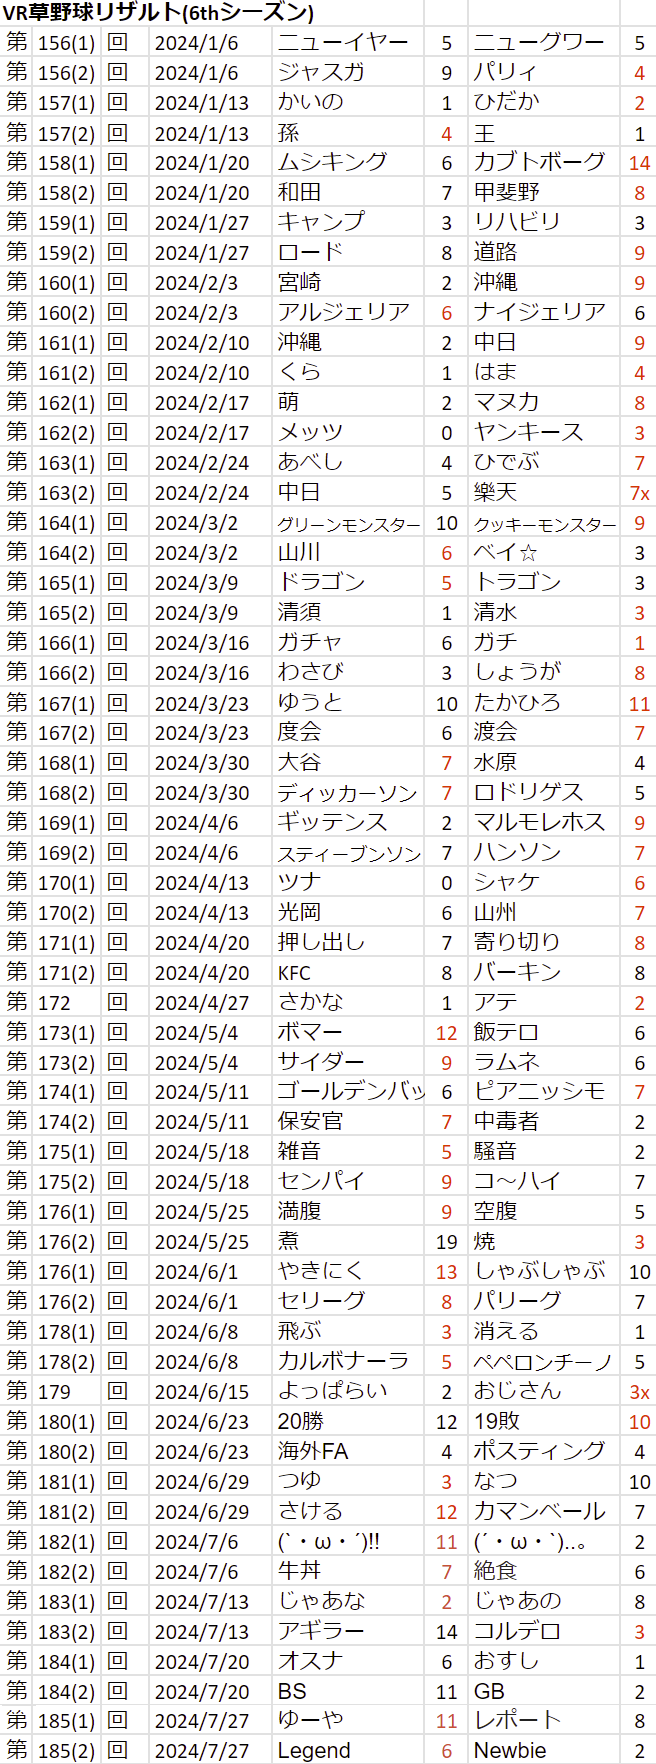 VR草野球リザルト(6thシーズン)
第 156(1) 回 2024/1/6 ニューイヤー 5 ニューグワー 5
第 156(2) 回 2024/1/6 ジャスガ 9 パリィ 4
第 157(1) 回 2024/1/13 かいの 1 ひだか 2
第 157(2) 回 2024/1/13 孫 4 王 1
第 158(1) 回 2024/1/20 ムシキング 6 カブトボーグ 14
第 158(2) 回 2024/1/20 和田 7 甲斐野 8
第 159(1) 回 2024/1/27 キャンプ 3 リハビリ 3
第 159(2) 回 2024/1/27 ロード 8 道路 9
第 160(1) 回 2024/2/3 宮崎 2 沖縄 9
第 160(2) 回 2024/2/3 アルジェリア 6 ナイジェリア 6
第 161(1) 回 2024/2/10 沖縄 2 中日 9
第 161(2) 回 2024/2/10 くら 1 はま 4
第 162(1) 回 2024/2/17 萌 2 マヌカ 8
第 162(2) 回 2024/2/17 メッツ 0 ヤンキース 3
第 163(1) 回 2024/2/24 あべし 4 ひでぶ 7
第 163(2) 回 2024/2/24 中日 5 樂天 7x
第 164(1) 回 2024/3/2 グリーンモンスター 10 クッキーモンスター 9
第 164(2) 回 2024/3/2 山川 6 ベイ☆ 3
第 165(1) 回 2024/3/9 ドラゴン 5 トラゴン 3
第 165(2) 回 2024/3/9 清須 1 清水 3
第 166(1) 回 2024/3/16 ガチャ 6 ガチ 1
第 166(2) 回 2024/3/16 わさび 3 しょうが 8
第 167(1) 回 2024/3/23 ゆうと 10 たかひろ 11
第 167(2) 回 2024/3/23 度会 6 渡会 7
第 168(1) 回 2024/3/30 大谷 7 水原 4
第 168(2) 回 2024/3/30 ディッカーソン 7 ロドリゲス 5
第 169(1) 回 2024/4/6 ギッテンス 2 マルモレホス 9
第 169(2) 回 2024/4/6 スティーブンソン 7 ハンソン 7
第 170(1) 回 2024/4/13 ツナ 0 シャケ 6
第 170(2) 回 2024/4/13 光岡 6 山州 7
第 171(1) 回 2024/4/20 押し出し 7 寄り切り 8
第 171(2) 回 2024/4/20 KFC 8 バーキン 8
第 172 回 2024/4/27 さかな 1 アテ 2
第 173(1) 回 2024/5/4 ボマー 12 飯テロ 6
第 173(2) 回 2024/5/4 サイダー 9 ラムネ 6
第 174(1) 回 2024/5/11 ゴールデンバッ 6 ピアニッシモ 7
第 174(2) 回 2024/5/11 保安官 7 中毒者 2
第 175(1) 回 2024/5/18 雑音 5 騒音 2
第 175(2) 回 2024/5/18 センパイ 9 コ～ハイ 7
第 176(1) 回 2024/5/25 満腹 9 空腹 5
第 176(2) 回 2024/5/25 煮 19 焼 3
第 176(1) 回 2024/6/1 やきにく 13 しゃぶしゃぶ 10
第 176(2) 回 2024/6/1 セリーグ 8 パリーグ 7
第 178(1) 回 2024/6/8 飛ぶ 3 消える 1
第 178(2) 回 2024/6/8 カルボナーラ 5 ペペロンチーノ 5
第 179 回 2024/6/15 よっぱらい 2 おじさん 3x
第 180(1) 回 2024/6/23 20勝 12 19敗 10
第 180(2) 回 2024/6/23 海外FA 4 ポスティング 4
第 181(1) 回 2024/6/29 つゆ 3 なつ 10
第 181(2) 回 2024/6/29 さける 12 カマンベール 7
第 182(1) 回 2024/7/6 (`・ω・´)!! 11 (´・ω・`)…。 2
第 182(2) 回 2024/7/6 牛丼 7 絶食 6
第 183(1) 回 2024/7/13 じゃあな 2 じゃあの 8
第 183(2) 回 2024/7/13 アギラー 14 コルデロ 3
第 184(1) 回 2024/7/20 オスナ 6 おすし 1
第 184(2) 回 2024/7/20 BS 11 GB 2
第 185(1) 回 2024/7/27 ゆーや 11 レポート 8
第 185(2) 回 2024/7/27 Legend 6 Newbie 2